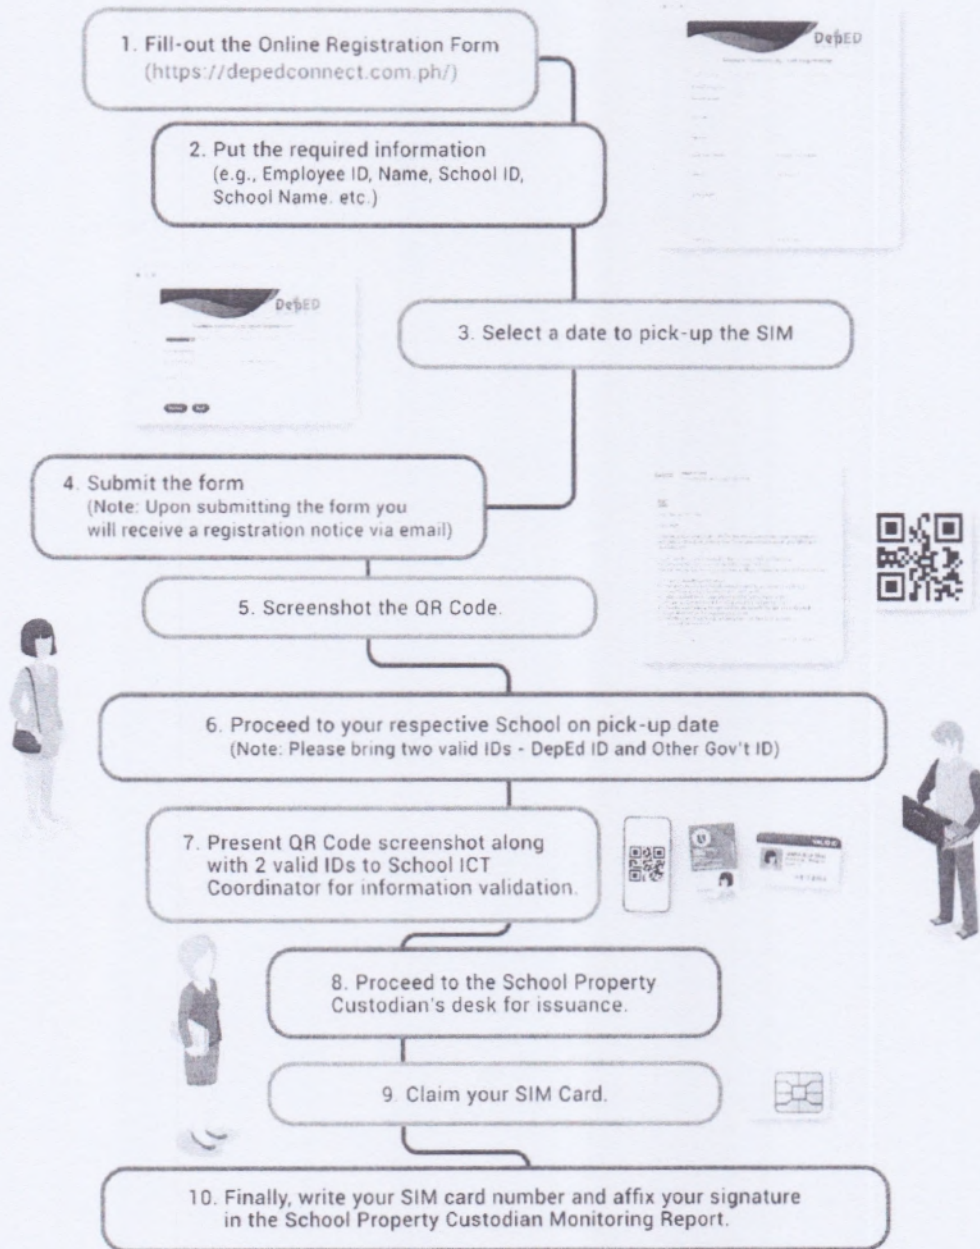 1. Fill-out the Online Registration Form
(https://depedconnect.com.ph/)
DepED
2. Put the required information
(e.g., Employee ID, Name, School ID,
School Name. etc.)
DepED
3. Select a date to pick-up the SIM
4. Submit the form
(Note: Upon submitting the form you
will receive a registration notice via email)
5. Screenshot the QR Code.
6. Proceed to your respective School on pick-up date
(Note: Please bring two valid IDs - DepEd ID and Other Gov't ID)
7. Present QR Code screenshot along
with 2 valid IDs to School ICT
Coordinator for information validation.
VALID ID
8. Proceed to the School Property
Custodian's desk for issuance.
9. Claim your SIM Card.
10. Finally, write your SIM card number and affix your signature
in the School Property Custodian Monitoring Report.